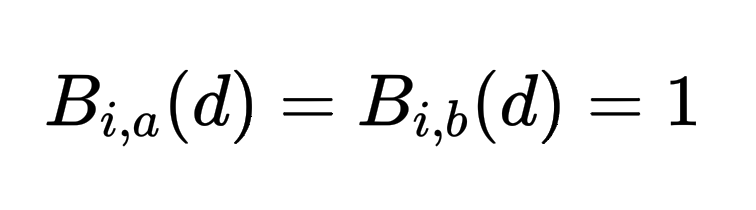 B_{i,a}(d) = B_{i,b}(d) = 1